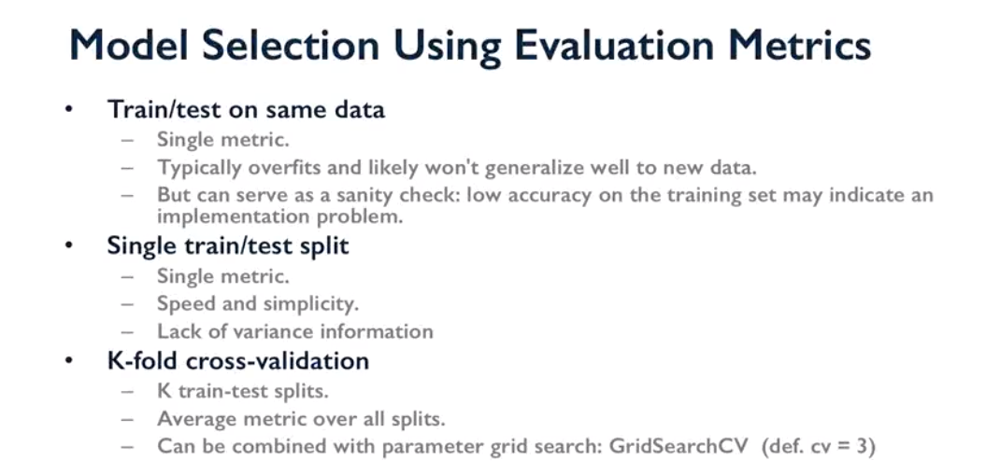 Model Selection Using Evaluation Metrics
• Train/test on same data
– Single metric.
– Typically overfits and likely won't generalize well to new data.
– But can serve as a sanity check: low accuracy on the training set may indicate an
implementation problem.
• Single train/test split
– Single metric.
– Speed and simplicity.
– Lack of variance information
• K-fold cross-validation
– K train-test splits.
– Average metric over all splits.
– Can be combined with parameter grid search: GridSearchCV (def. cv = 3)